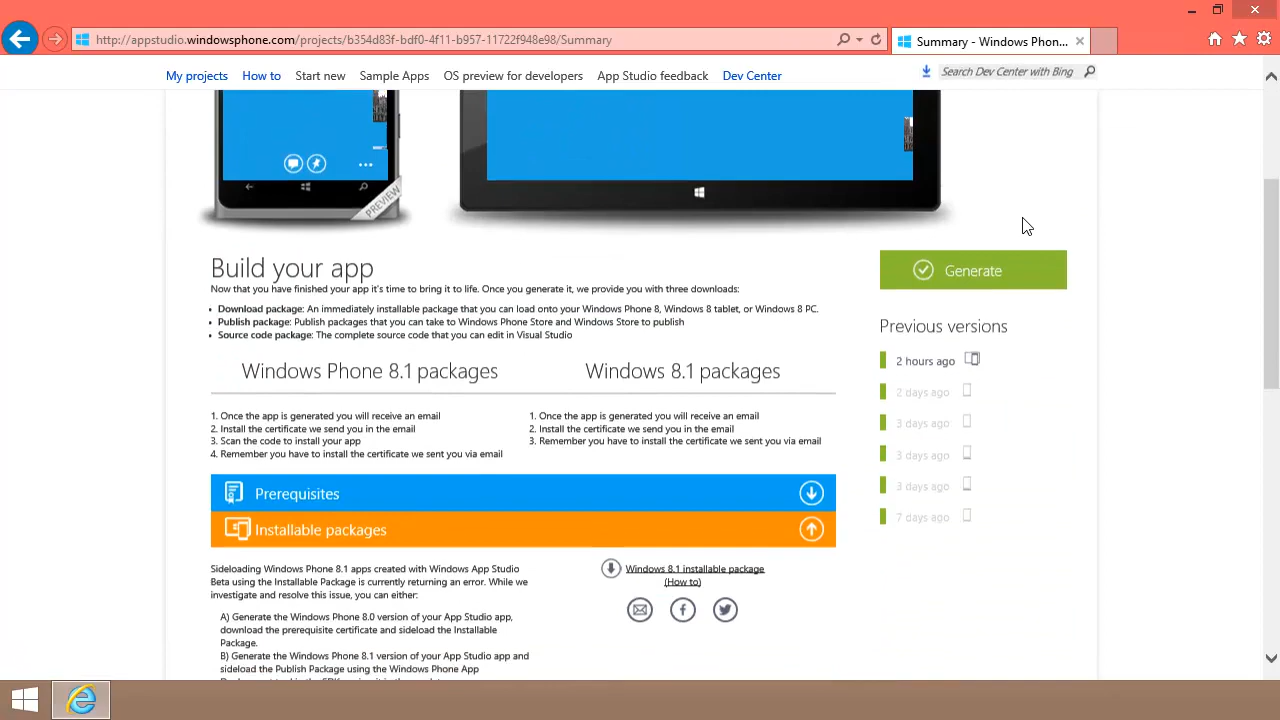 http://appstudio.windowsphone.com/projects/b354d83f-bdf0-4f11-b957-11722f948e98/Summary
Summary - Windows Phon...
My projects How to Start new Sample Apps OS preview for developers App Studio feedback Dev Center
Search Dev Center with Bing
PREVIEW
Build your app
Now that you have finished your app it's time to bring it to life. Once you generate it, we provide you with three downloads:
Download package: An immediately installable package that you can load onto your Windows Phone 8, Windows 8 tablet, or Windows 8 PC.
Publish package: Publish packages that you can take to Windows Phone Store and Windows Store to publish
Source code package: The complete source code that you can edit in Visual Studio
Generate
Previous versions
2 hours ago
2 days ago
3 days ago
3 days ago
3 days ago
7 days ago
Windows Phone 8.1 packages
1. Once the app is generated you will receive an email
2. Install the certificate we send you in the email
3. Scan the code to install your app
4. Remember you have to install the certificate we sent you via email
Windows 8.1 packages
1. Once the app is generated you will receive an email
2. Install the certificate we send you in the email
3. Remember you have to install the certificate we sent you via email
Prerequisites
Installable packages
Sideloading Windows Phone 8.1 apps created with Windows App Studio
Beta using the Installable Package is currently returning an error. While we
investigate and resolve this issue, you can either:
A) Generate the Windows Phone 8.0 version of your App Studio app,
download the prerequisite certificate and sideload the Installable
Package.
B) Generate the Windows Phone 8.1 version of your App Studio app and
sideload the Publish Package using the Windows Phone App
Windows 8.1 installable package
(How to)